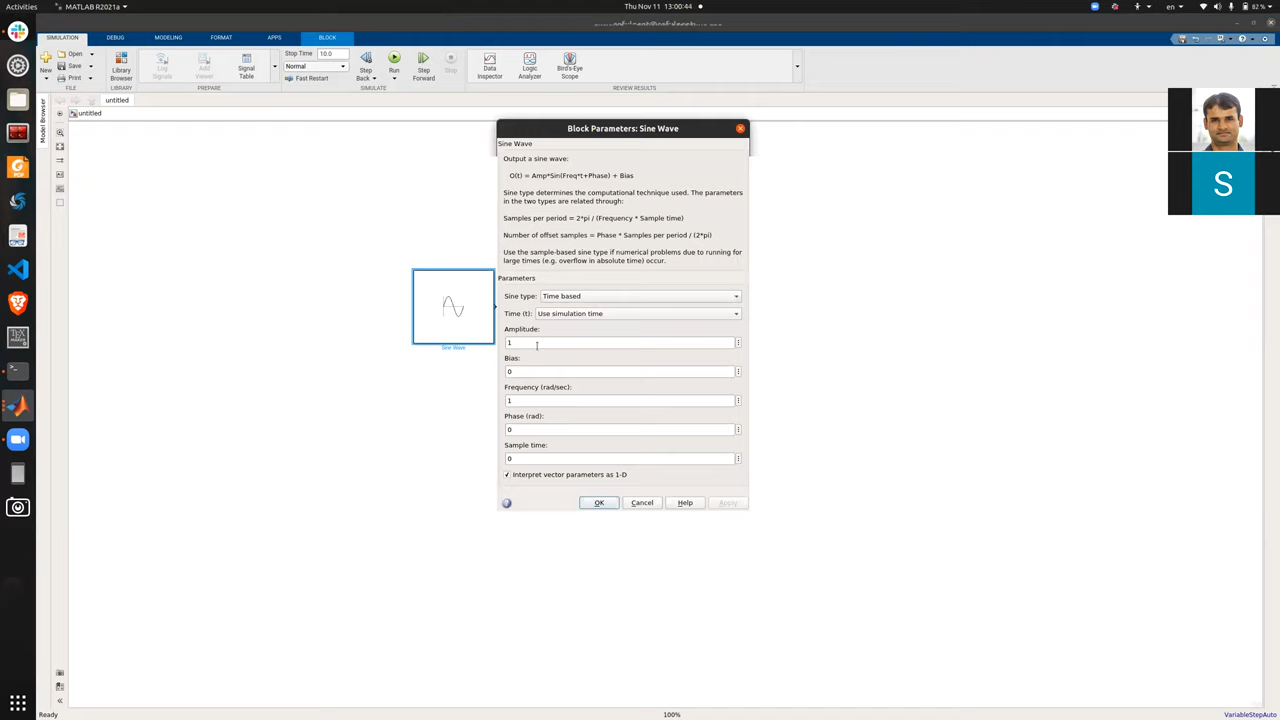 Activities
MATLAB R2021a
Thu Nov 11 13:00:44
en
82 %
SIMULATION
DEBUG
MODELING
FORMAT
APPS
BLOCK
New
Open
Save
Print
FILE
Library
Browser
LIBRARY
Log
Signals
Add
Viewer
Signal
Table
PREPARE
Stop Time 10.0
Normal
Fast Restart
Step
Back
Run
Step
Forward
Stop
SIMULATE
Data
Inspector
Logic
Analyzer
Bird's-Eye
Scope
REVIEW RESULTS
untitled
untitled
Model Browser
Sine Wave
Block Parameters: Sine Wave
Sine Wave
Output a sine wave:
O(t) = Amp*Sin(Freq*t+Phase) + Bias
Sine type determines the computational technique used. The parameters
in the two types are related through:
Samples per period = 2*pi / (Frequency * Sample time)
Number of offset samples = Phase * Samples per period / (2*pi)
Use the sample-based sine type if numerical problems due to running for
large times (e.g. overflow in absolute time) occur.
Parameters
Sine type: Time based
Time (t): Use simulation time
Amplitude:
1
Bias:
0
Frequency (rad/sec):
1
Phase (rad):
0
Sample time:
0
Interpret vector parameters as 1-D
OK
Cancel
Help
Apply
S
Ready
100%
VariableStepAuto